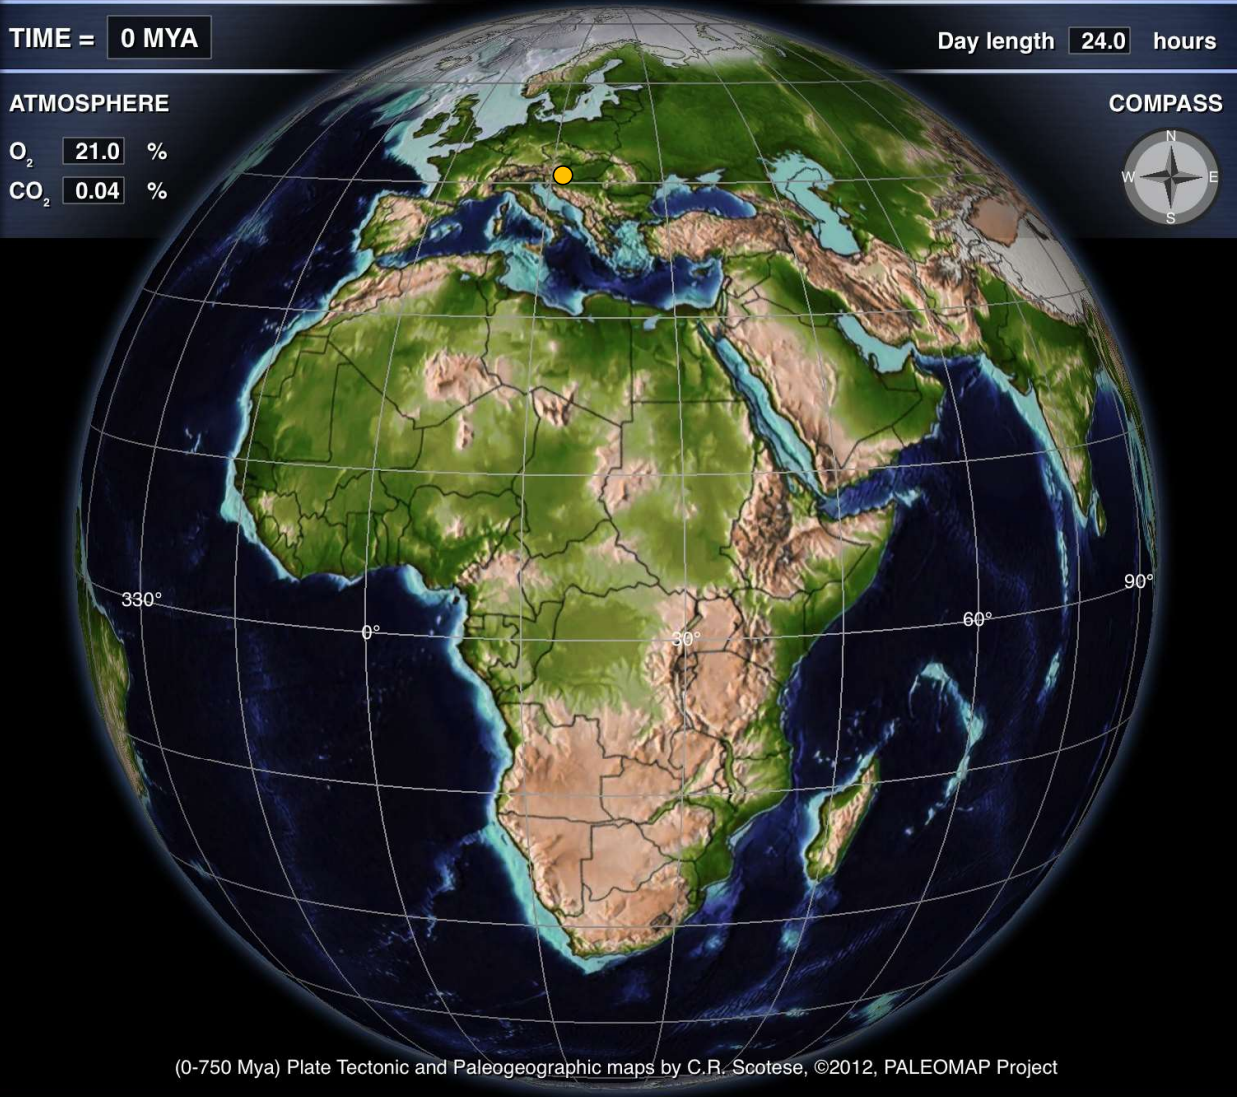 TIME = 0 MYA
Day length 24.0 hours
ATMOSPHERE
O2 21.0 %
CO2 0.04 %
COMPASS
N
W E
S
330°
0°
30°
60°
90°
(0-750 Mya) Plate Tectonic and Paleogeographic maps by C.R. Scotese, ©2012, PALEOMAP Project